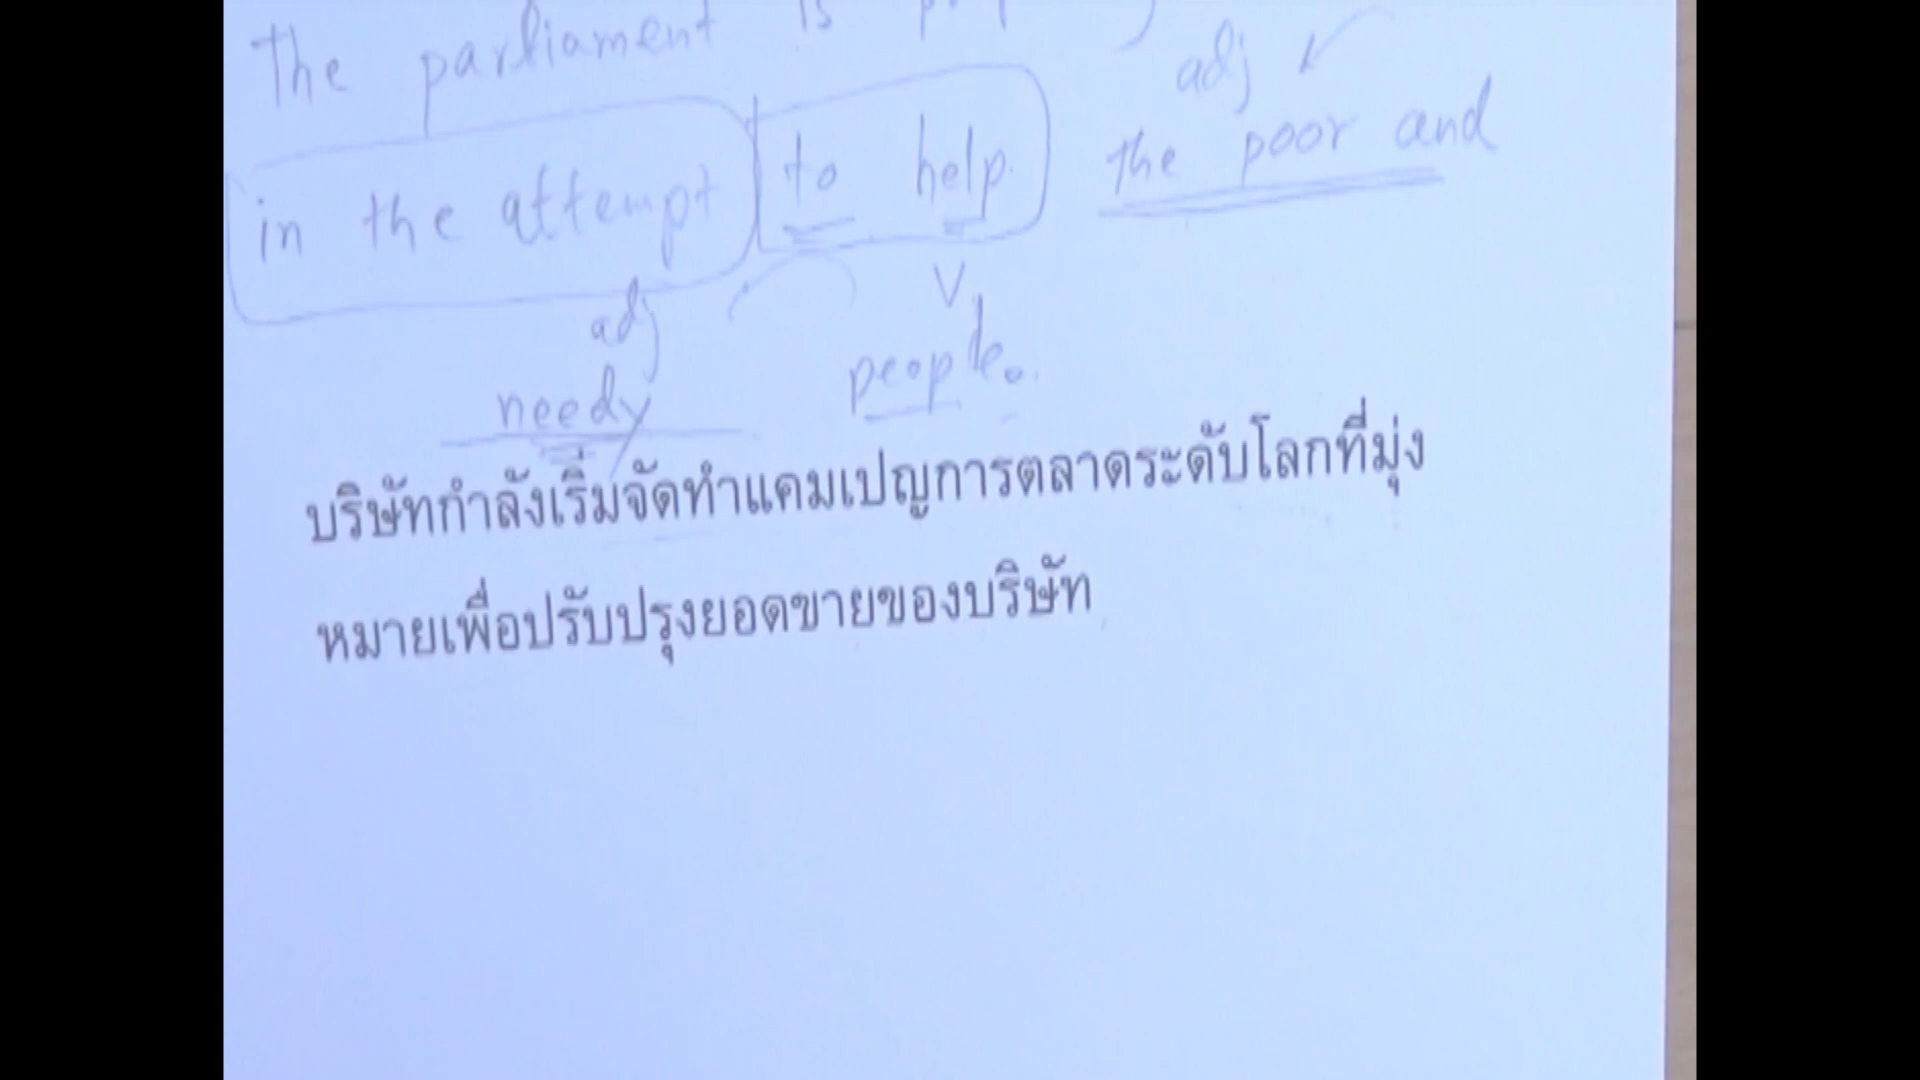 The parliament is
adj
in the attempt to help the poor and
adj V
needy people.
บริษัทกำลังเริ่มจัดทำแคมเปญการตลาดระดับโลกที่มุ่ง
หมายเพื่อปรับปรุงยอดขายของบริษัท